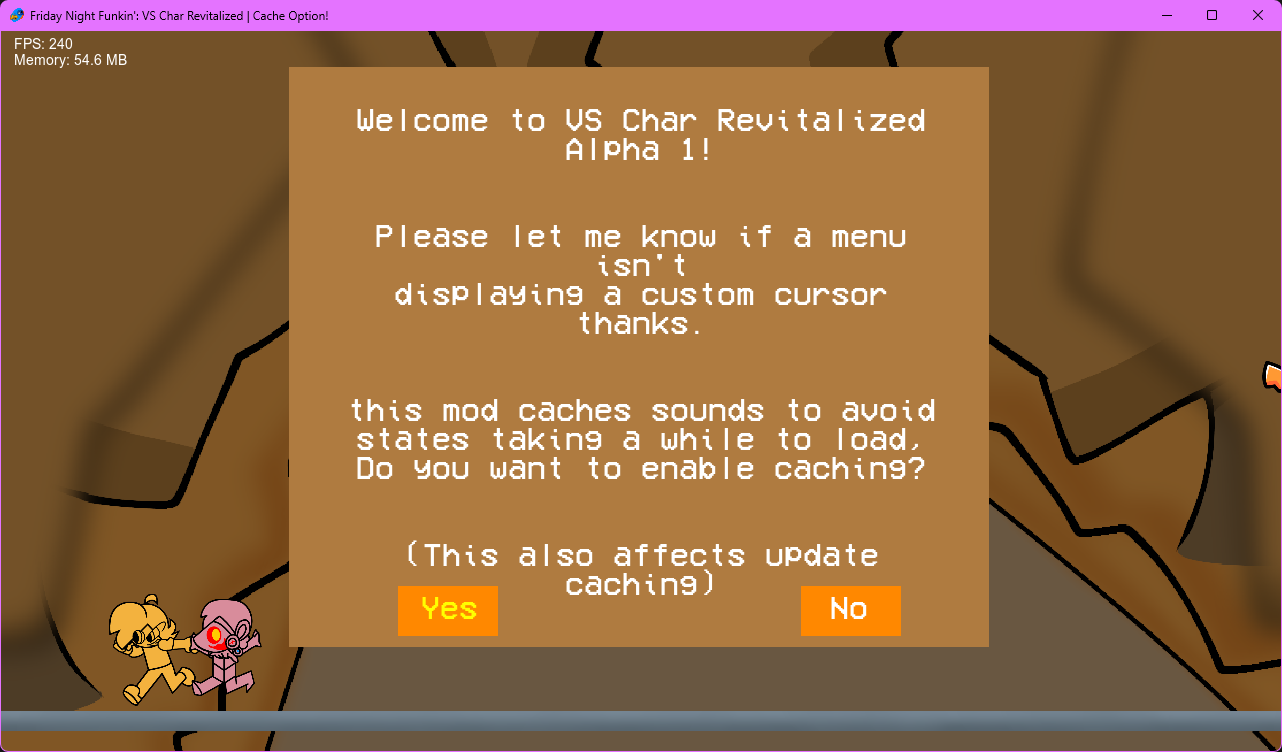 Friday Night Funkin': VS Char Revitalized | Cache Option!
FPS: 240
Memory: 54.6 MB
Welcome to VS Char Revitalized
Alpha 1!
Please let me know if a menu
isn't
displaying a custom cursor
thanks.
this mod caches sounds to avoid
states taking a while to load,
Do you want to enable caching?
(This also affects update
caching)
Yes
No